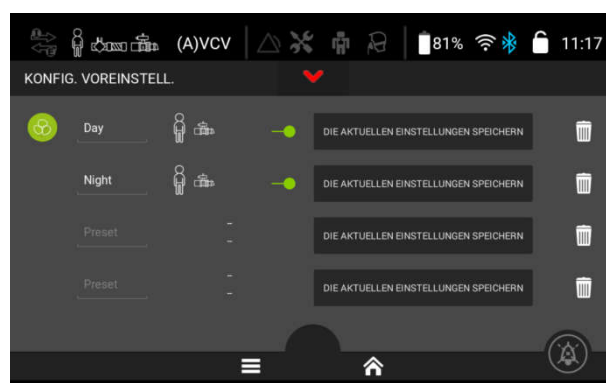 (A)VCV 81% 11:17
KONFIG. VOREINSTELL.
Day DIE AKTUELLEN EINSTELLUNGEN SPEICHERN
Night DIE AKTUELLEN EINSTELLUNGEN SPEICHERN
Preset -- DIE AKTUELLEN EINSTELLUNGEN SPEICHERN
Preset -- DIE AKTUELLEN EINSTELLUNGEN SPEICHERN